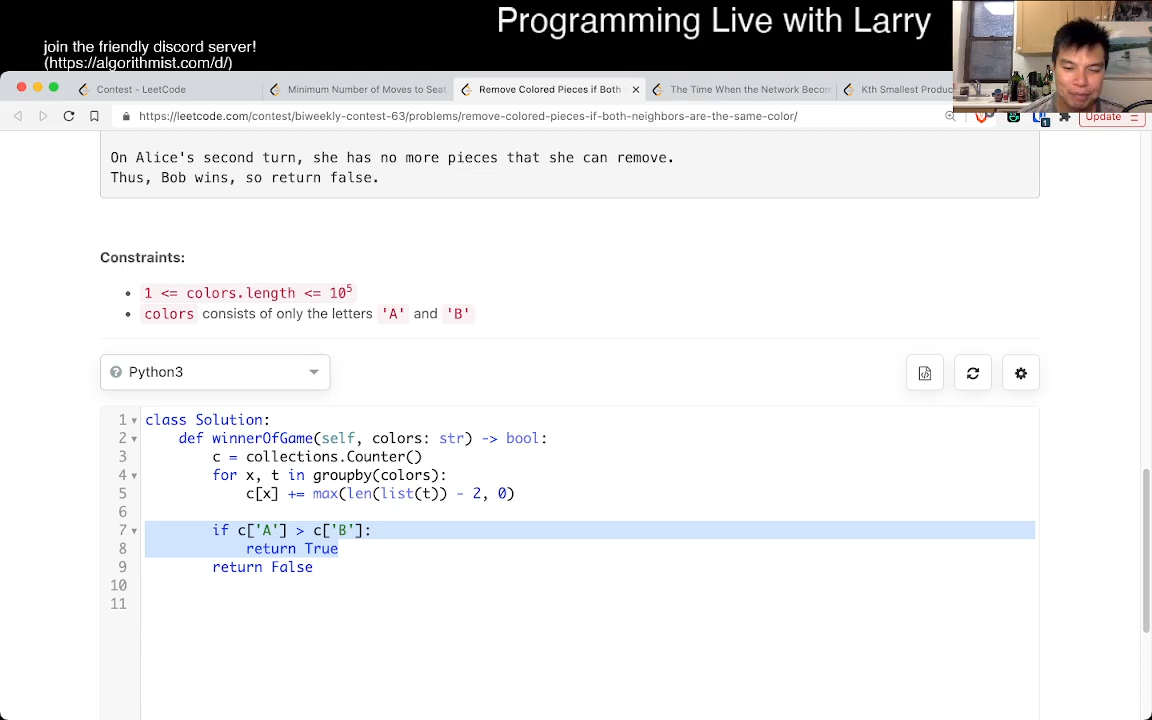 Programming Live with Larry
join the friendly discord server!
(https://algorithmist.com/d/)
Contest - LeetCode
Minimum Number of Moves to Seat
Remove Colored Pieces if Both
The Time When the Network Becom
Kth Smallest Produc
https://leetcode.com/contest/biweekly-contest-63/problems/remove-colored-pieces-if-both-neighbors-are-the-same-color/
1
Update
On Alice's second turn, she has no more pieces that she can remove.
Thus, Bob wins, so return false.
Constraints:
1 <= colors.length <= 10⁵
colors consists of only the letters 'A' and 'B'
Python3
1 class Solution:
2 def winnerOfGame(self, colors: str) -> bool:
3 c = collections.Counter()
4 for x, t in groupby(colors):
5 c[x] += max(len(list(t)) - 2, 0)
6
7 if c['A'] > c['B']:
8 return True
9 return False
10
11